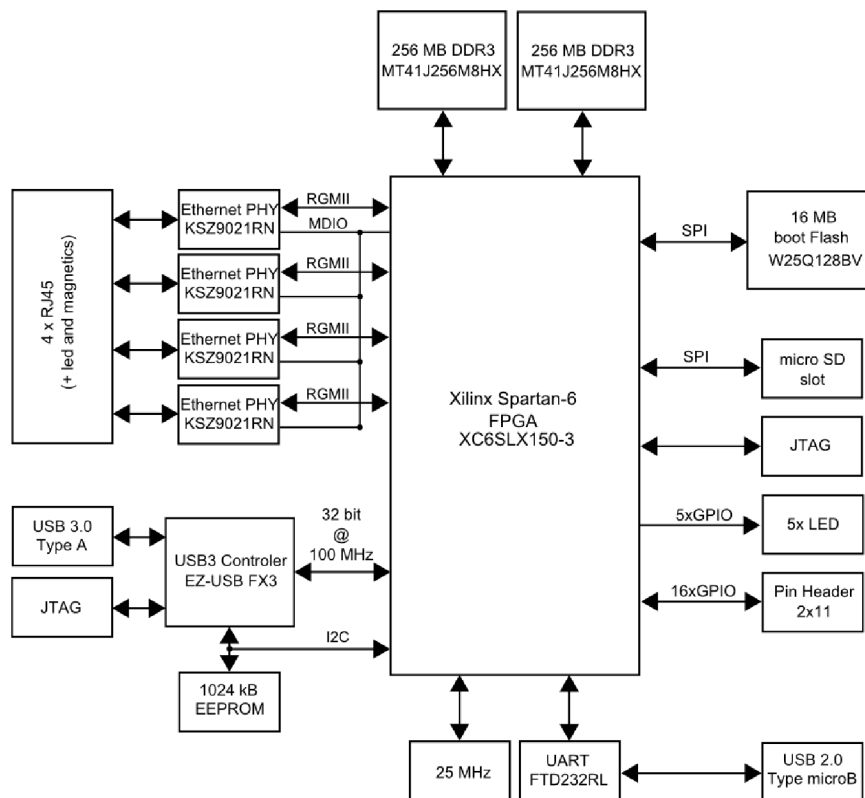 256 MB DDR3
MT41J256M8HX
256 MB DDR3
MT41J256M8HX
4 x RJ45
(+ led and magnetics)
Ethernet PHY
KSZ9021RN
RGMII
MDIO
Ethernet PHY
KSZ9021RN
RGMII
Ethernet PHY
KSZ9021RN
RGMII
Ethernet PHY
KSZ9021RN
RGMII
Xilinx Spartan-6
FPGA
XC6SLX150-3
SPI
16 MB
boot Flash
W25Q128BV
SPI
micro SD
slot
JTAG
5xGPIO
5x LED
16xGPIO
Pin Header
2x11
USB 3.0
Type A
JTAG
USB3 Controler
EZ-USB FX3
32 bit
@
100 MHz
I2C
1024 kB
EEPROM
25 MHz
UART
FTD232RL
USB 2.0
Type microB